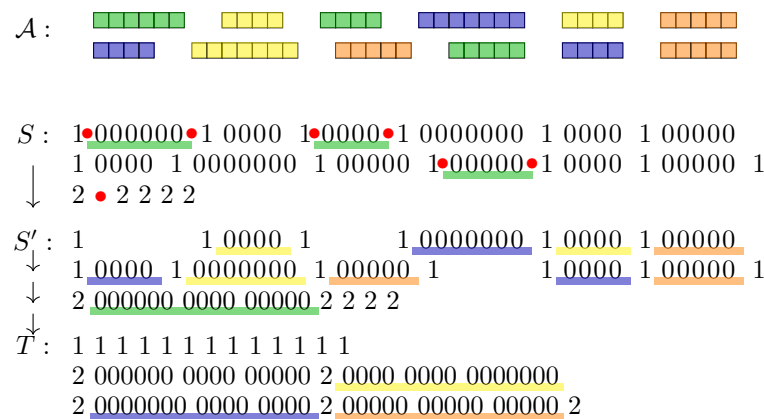 𝒜 :
S : 1 000000 1 0000 1 0000 1 0000000 1 0000 1 00000
1 0000 1 0000000 1 00000 1 00000 1 0000 1 00000 1
2 2 2 2 2
S′ : 1 1 0000 1 1 0000000 1 0000 1 00000
1 0000 1 0000000 1 00000 1 1 0000 1 00000 1
2 000000 0000 00000 2 2 2 2
T : 1 1 1 1 1 1 1 1 1 1 1 1 1
2 000000 0000 00000 2 0000 0000 0000000
2 0000000 0000 0000 2 00000 00000 00000 2